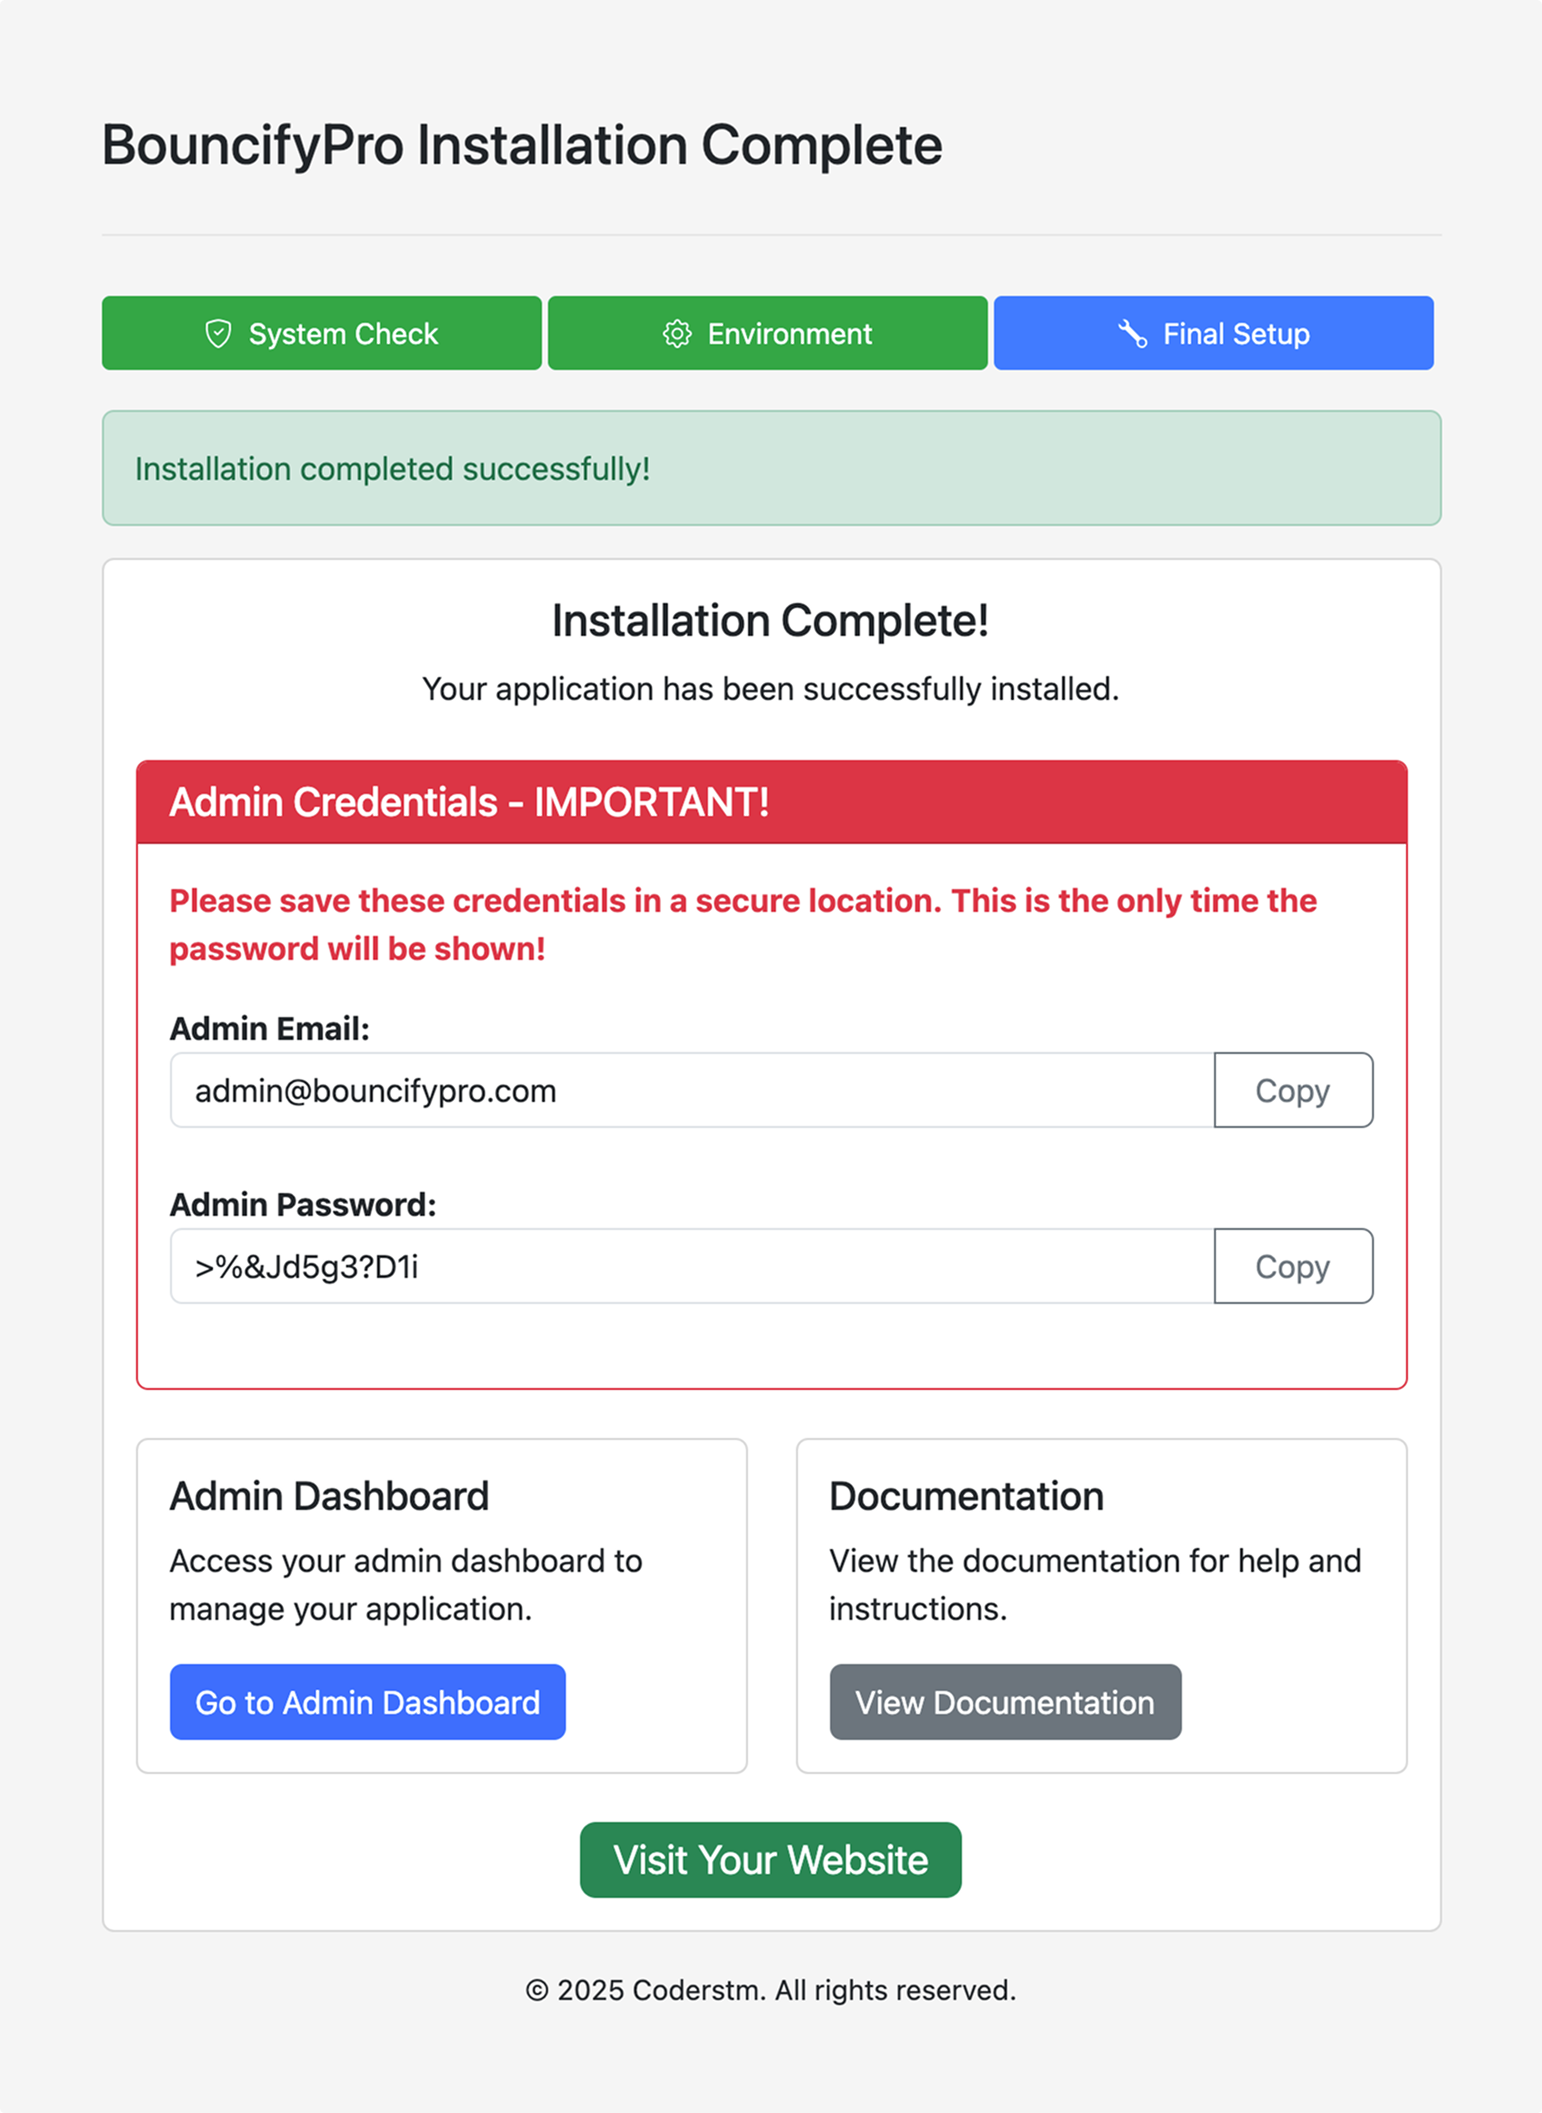 BouncifyPro Installation Complete
System Check
Environment
Final Setup
Installation completed successfully!
Installation Complete!
Your application has been successfully installed.
Admin Credentials - IMPORTANT!
Please save these credentials in a secure location. This is the only time the
password will be shown!
Admin Email:
admin@bouncifypro.com
Copy
Admin Password:
>%&Jd5g3?D1i
Copy
Admin Dashboard
Access your admin dashboard to
manage your application.
Go to Admin Dashboard
Documentation
View the documentation for help and
instructions.
View Documentation
Visit Your Website
© 2025 Coderstm. All rights reserved.